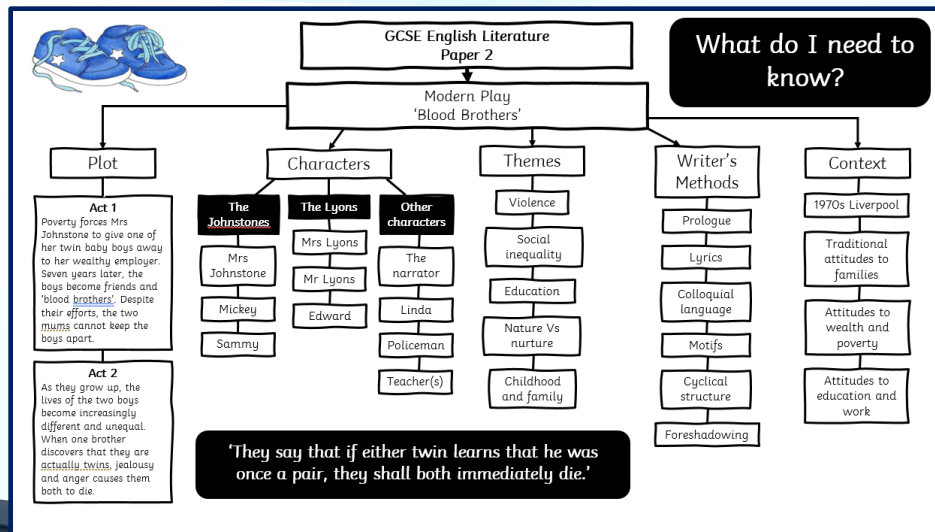 GCSE English Literature
Paper 2
What do I need to
know?
Modern Play
‘Blood Brothers’
Plot
Act 1
Poverty forces Mrs
Johnstone to give one of
her twin baby boys away
to her wealthy employer.
Seven years later, the
boys become friends and
‘blood brothers’. Despite
their efforts, the two
mums cannot keep the
boys apart.
Act 2
As they grow up, the
lives of the two boys
become increasingly
different and unequal.
When one brother
discovers that they are
actually twins, jealousy
and anger causes them
both to die.
Characters
The
Johnstones
Mrs
Johnstone
Mickey
Sammy
The Lyons
Mrs Lyons
Mr Lyons
Edward
Other
characters
The
narrator
Linda
Policeman
Teacher(s)
Themes
Violence
Social
inequality
Education
Nature Vs
nurture
Childhood
and family
Writer’s
Methods
Prologue
Lyrics
Colloquial
language
Motifs
Cyclical
structure
Foreshadowing
Context
1970s Liverpool
Traditional
attitudes to
families
Attitudes to
wealth and
poverty
Attitudes to
education and
work
‘They say that if either twin learns that he was
once a pair, they shall both immediately die.’